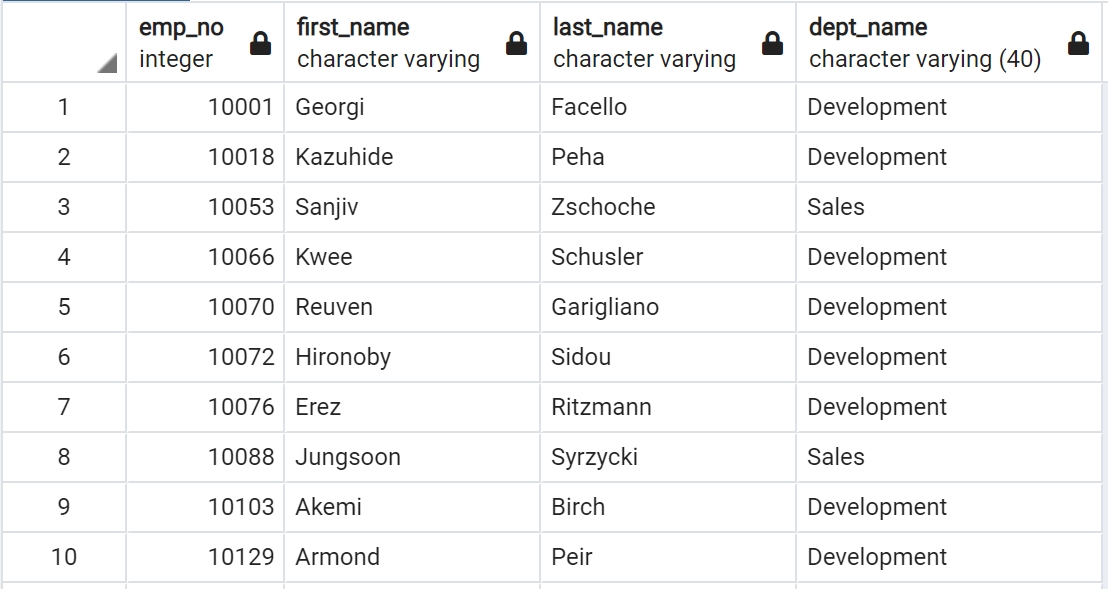 emp_no first_name last_name dept_name
integer character varying character varying character varying (40)
1 10001 Georgi Facello Development
2 10018 Kazuhide Peha Development
3 10053 Sanjiv Zschoche Sales
4 10066 Kwee Schusler Development
5 10070 Reuven Garigliano Development
6 10072 Hironoby Sidou Development
7 10076 Erez Ritzmann Development
8 10088 Jungsoon Syrzycki Sales
9 10103 Akemi Birch Development
10 10129 Armond Peir Development